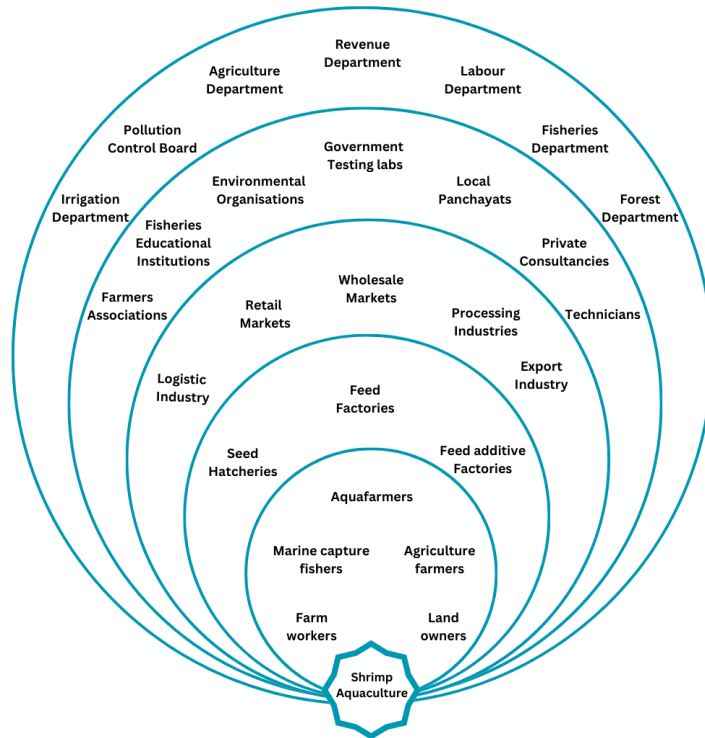 Revenue
Department
Agriculture
Department
Labour
Department
Pollution
Control Board
Fisheries
Department
Irrigation
Department
Forest
Department
Government
Testing labs
Environmental
Organisations
Local
Panchayats
Fisheries
Educational
Institutions
Private
Consultancies
Farmers
Associations
Technicians
Wholesale
Markets
Retail
Markets
Processing
Industries
Logistic
Industry
Export
Industry
Feed
Factories
Seed
Hatcheries
Feed additive
Factories
Aquafarmers
Marine capture
fishers
Agriculture
farmers
Farm
workers
Land
owners
Shrimp
Aquaculture